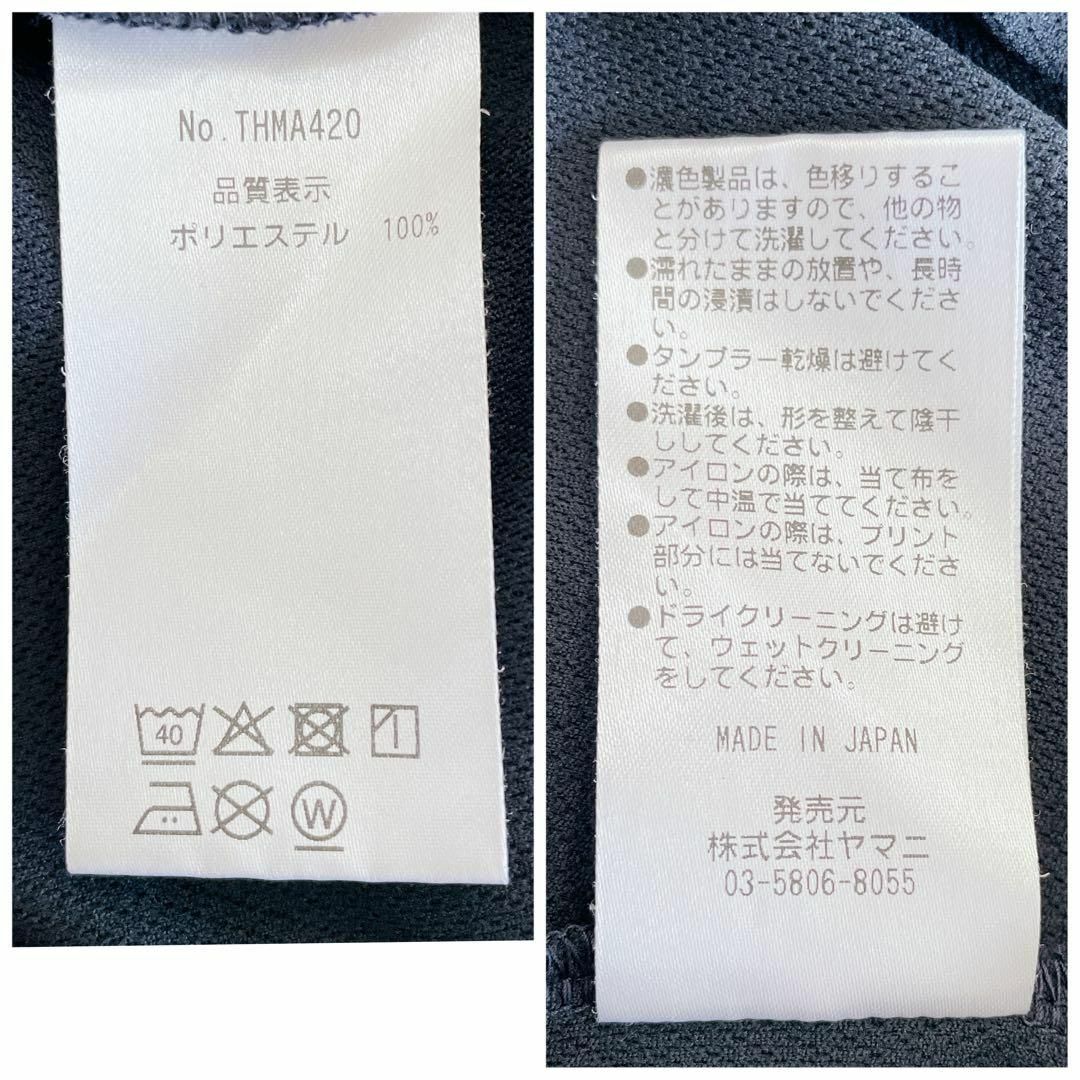 No.THMA420
品質表示
ポリエステル 100%
40
W
●濃色製品は、色移りするこ
とがありますので、他の物
と分けて洗濯してください。
●濡れたままの放置や、長時
間の浸漬はしないでくださ
い。
●タンブラー乾燥は避けてく
ださい。
●洗濯後は、形を整えて陰干
ししてください。
●アイロンの際は、当て布を
して中温で当ててください。
●アイロンの際は、プリント
部分には当てないでくださ
い。
●ドライクリーニングは避け
て、ウェットクリーニング
をしてください。
MADE IN JAPAN
発売元
株式会社ヤマニ
03-5806-8055